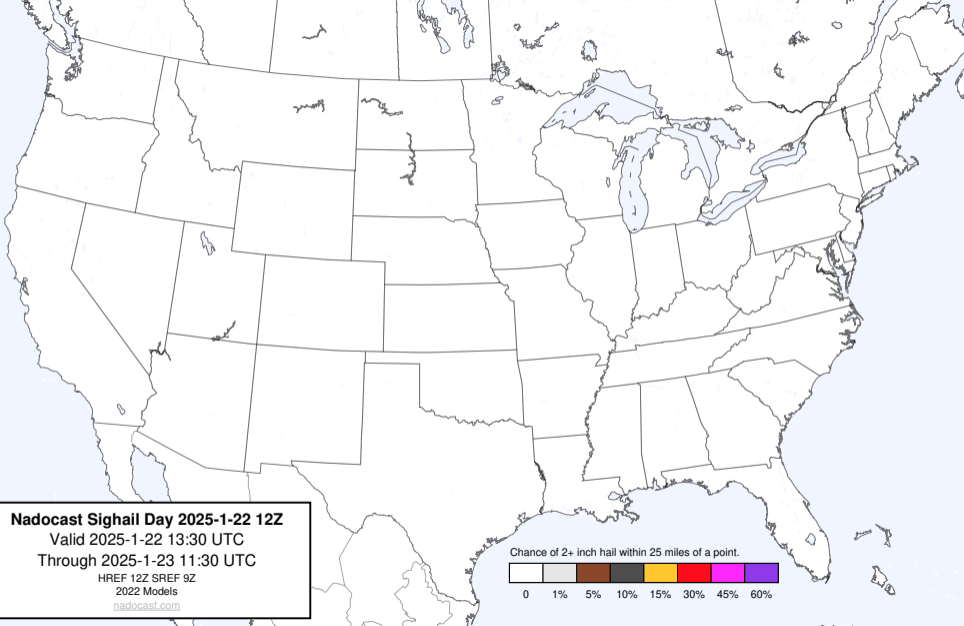 Nadocast Sighail Day 2025-1-22 12Z
Valid 2025-1-22 13:30 UTC
Through 2025-1-23 11:30 UTC
HREF 12Z SREF 9Z
2022 Models
nadocast.com
Chance of 2+ inch hail within 25 miles of a point.
0 1% 5% 10% 15% 30% 45% 60%